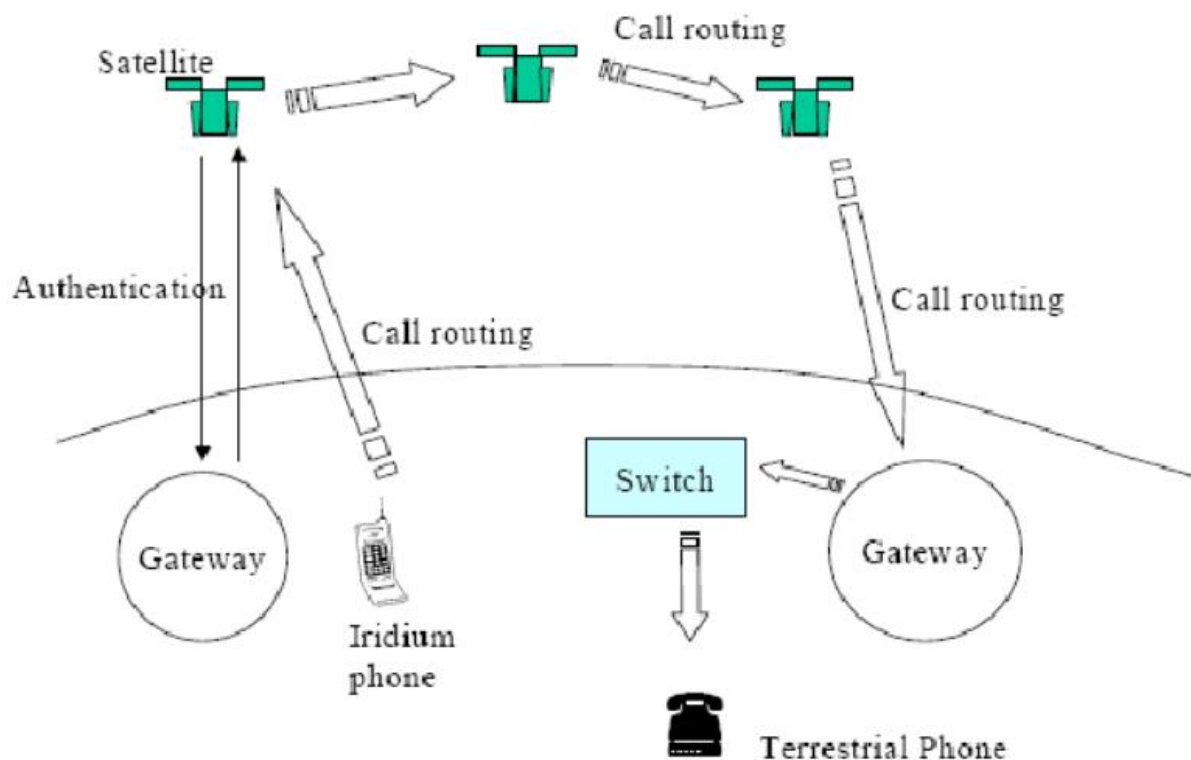 Call routing
Satellite
Authentication
Call routing
Call routing
Switch
Gateway
Gateway
Iridium
phone
Terrestrial Phone